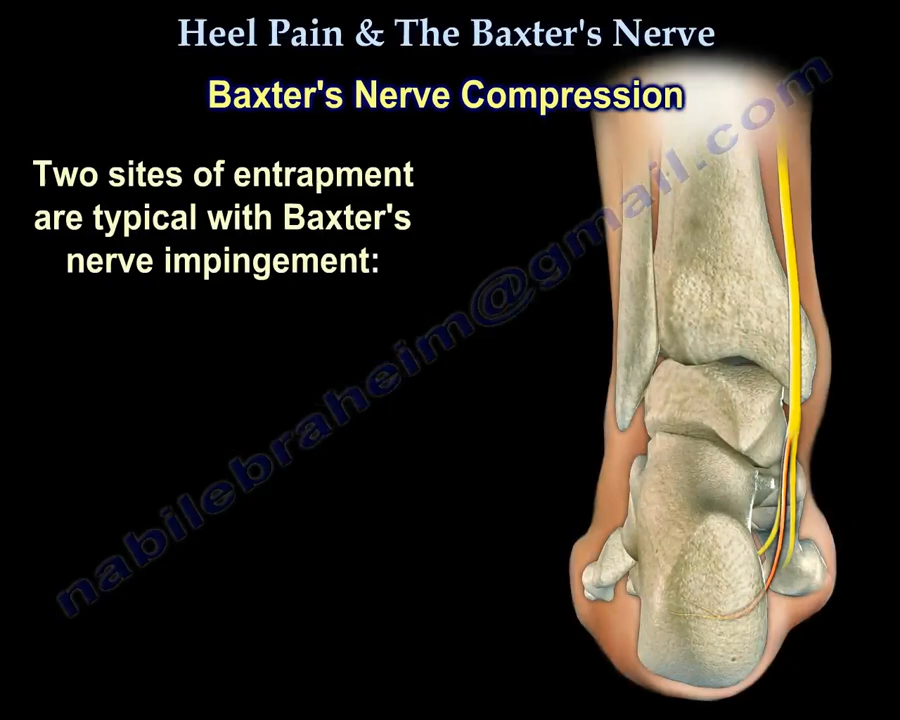 Heel Pain & The Baxter's Nerve
Baxter's Nerve Compression
Two sites of entrapment
are typical with Baxter's
nerve impingement:
nabilebraheim@gmail.com